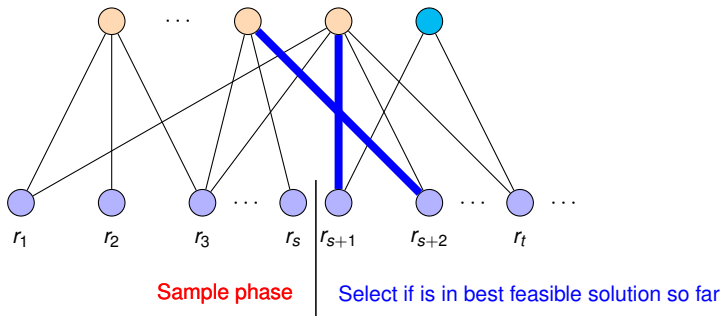 ...
r1 r2 r3 ... rs rs+1 rs+2 ... rt ...
Sample phase Select if is in best feasible solution so far